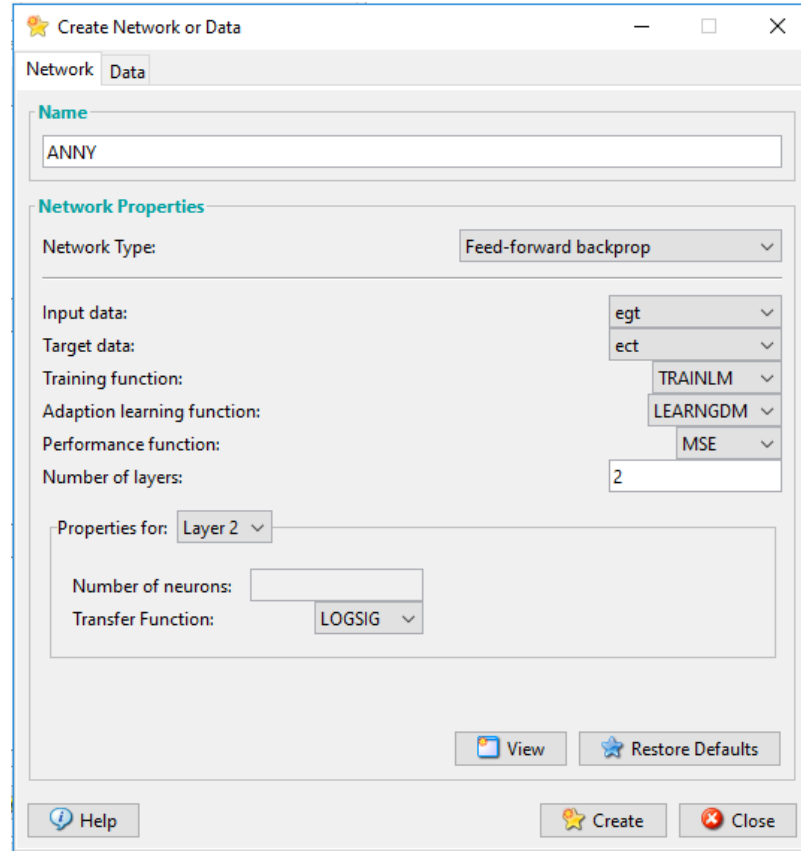 Create Network or Data
Network Data
Name
ANNY
Network Properties
Network Type: Feed-forward backprop
Input data: egt
Target data: ect
Training function: TRAINLM
Adaption learning function: LEARNGDM
Performance function: MSE
Number of layers: 2
Properties for: Layer 2
Number of neurons:
Transfer Function: LOGSIG
View Restore Defaults
Help Create Close